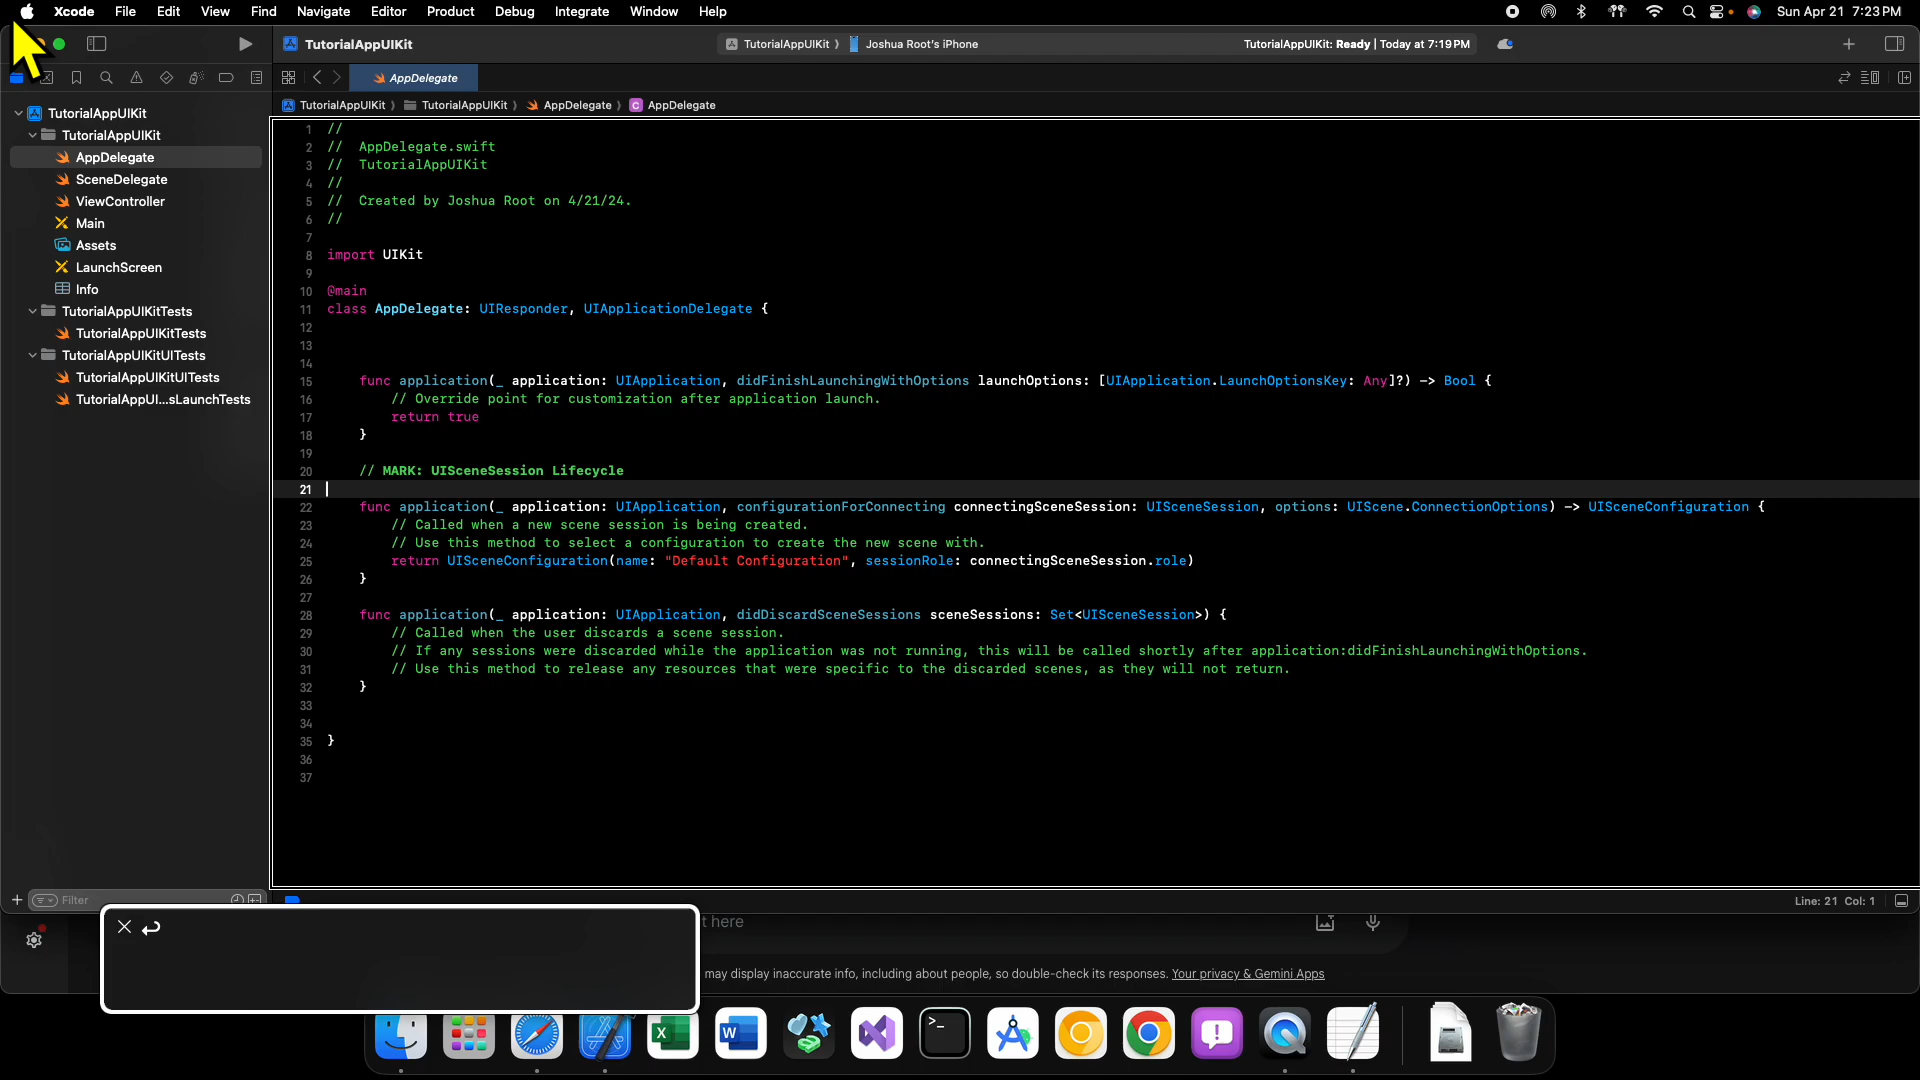 Xcode File Edit View Find Navigate Editor Product Debug Integrate Window Help Sun Apr 21 7:23 PM
TutorialAppUIKit TutorialAppUIKit Joshua Root's iPhone TutorialAppUIKit: Ready | Today at 7:19 PM
AppDelegate
TutorialAppUIKit TutorialAppUIKit AppDelegate C AppDelegate
TutorialAppUIKit
TutorialAppUIKit
AppDelegate
SceneDelegate
ViewController
Main
Assets
LaunchScreen
Info
TutorialAppUIKitTests
TutorialAppUIKitTests
TutorialAppUIKitUITests
TutorialAppUIKitUITests
TutorialAppUI...sLaunchTests
Filter
1 //
2 //  AppDelegate.swift
3 //  TutorialAppUIKit
4 //
5 //  Created by Joshua Root on 4/21/24.
6 //
7
8 import UIKit
9
10 @main
11 class AppDelegate: UIResponder, UIApplicationDelegate {
12
13
14
15     func application(_ application: UIApplication, didFinishLaunchingWithOptions launchOptions: [UIApplication.LaunchOptionsKey: Any]?) -> Bool {
16         // Override point for customization after application launch.
17         return true
18     }
19
20     // MARK: UISceneSession Lifecycle
21
22     func application(_ application: UIApplication, configurationForConnecting connectingSceneSession: UISceneSession, options: UIScene.ConnectionOptions) -> UISceneConfiguration {
23         // Called when a new scene session is being created.
24         // Use this method to select a configuration to create the new scene with.
25         return UISceneConfiguration(name: "Default Configuration", sessionRole: connectingSceneSession.role)
26     }
27
28     func application(_ application: UIApplication, didDiscardSceneSessions sceneSessions: Set<UISceneSession>) {
29         // Called when the user discards a scene session.
30         // If any sessions were discarded while the application was not running, this will be called shortly after application:didFinishLaunchingWithOptions.
31         // Use this method to release any resources that were specific to the discarded scenes, as they will not return.
32     }
33
34
35 }
36
37
Line: 21 Col: 1
t here
may display inaccurate info, including about people, so double-check its responses. Your privacy & Gemini Apps